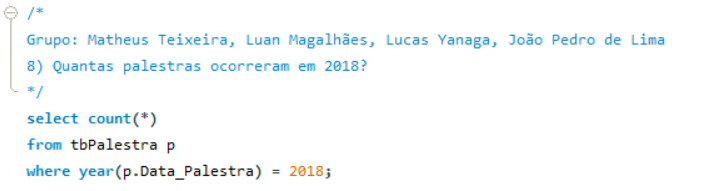 /*
Grupo: Matheus Teixeira, Luan Magalhães, Lucas Yanaga, João Pedro de Lima
8) Quantas palestras ocorreram em 2018?
*/
select count(*)
from tbPalestra p
where year(p.Data_Palestra) = 2018;